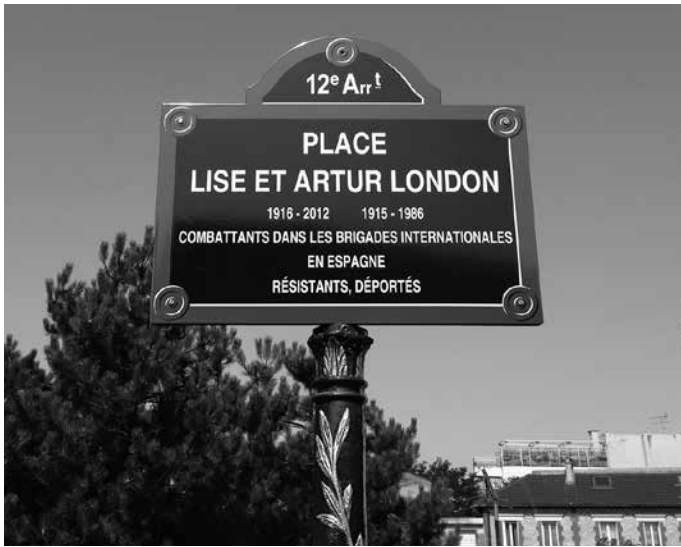 12e Arrt
PLACE
LISE ET ARTUR LONDON
1916 - 2012 1915 - 1986
COMBATTANTS DANS LES BRIGADES INTERNATIONALES
EN ESPAGNE
RÉSISTANTS, DÉPORTÉS